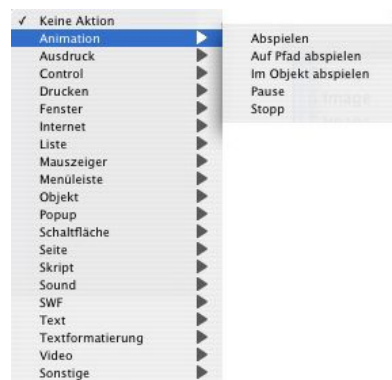 ✓ Keine Aktion
Animation
Ausdruck
Control
Drucken
Fenster
Internet
Liste
Mauszeiger
Menüleiste
Objekt
Popup
Schaltfläche
Seite
Skript
Sound
SWF
Text
Textformatierung
Video
Sonstige
Abspielen
Auf Pfad abspielen
Im Objekt abspielen
Pause
Stopp